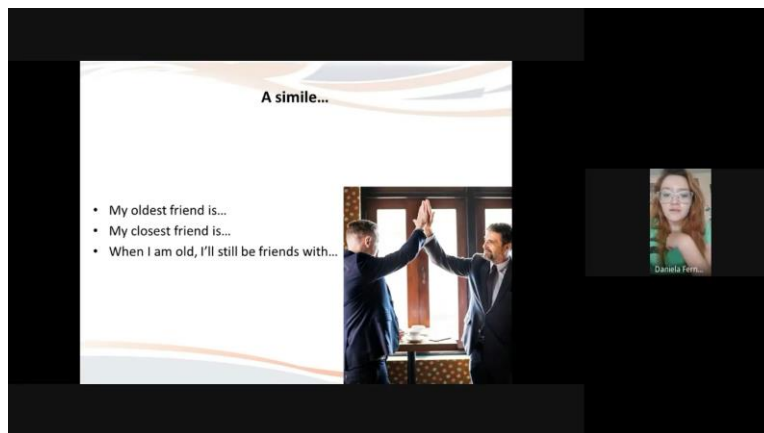 A simile...
• My oldest friend is...
• My closest friend is...
• When I am old, I'll still be friends with...
Daniela Fern...